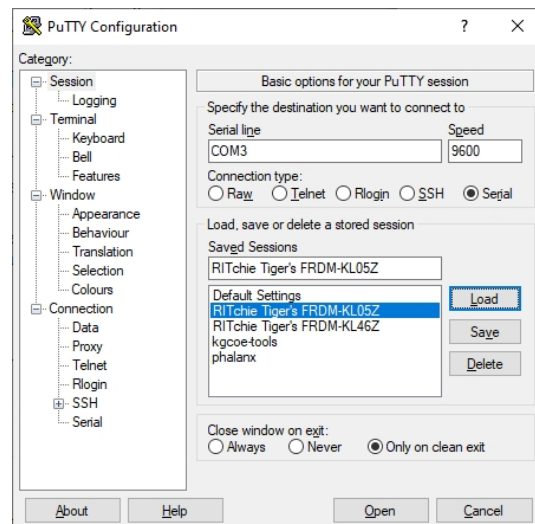 PuTTY Configuration
? X
Category:
Session
Logging
Terminal
Keyboard
Bell
Features
Window
Appearance
Behaviour
Translation
Selection
Colours
Connection
Data
Proxy
Telnet
Rlogin
SSH
Serial
Basic options for your PuTTY session
Specify the destination you want to connect to
Serial line Speed
COM3 9600
Connection type:
Raw Telnet Rlogin SSH Serial
Load, save or delete a stored session
Saved Sessions
RITchie Tiger's FRDM-KL05Z
Default Settings
RITchie Tiger's FRDM-KL05Z
RITchie Tiger's FRDM-KL46Z
kgcoe-tools
phalanx
Load
Save
Delete
Close window on exit:
Always Never Only on clean exit
About Help Open Cancel